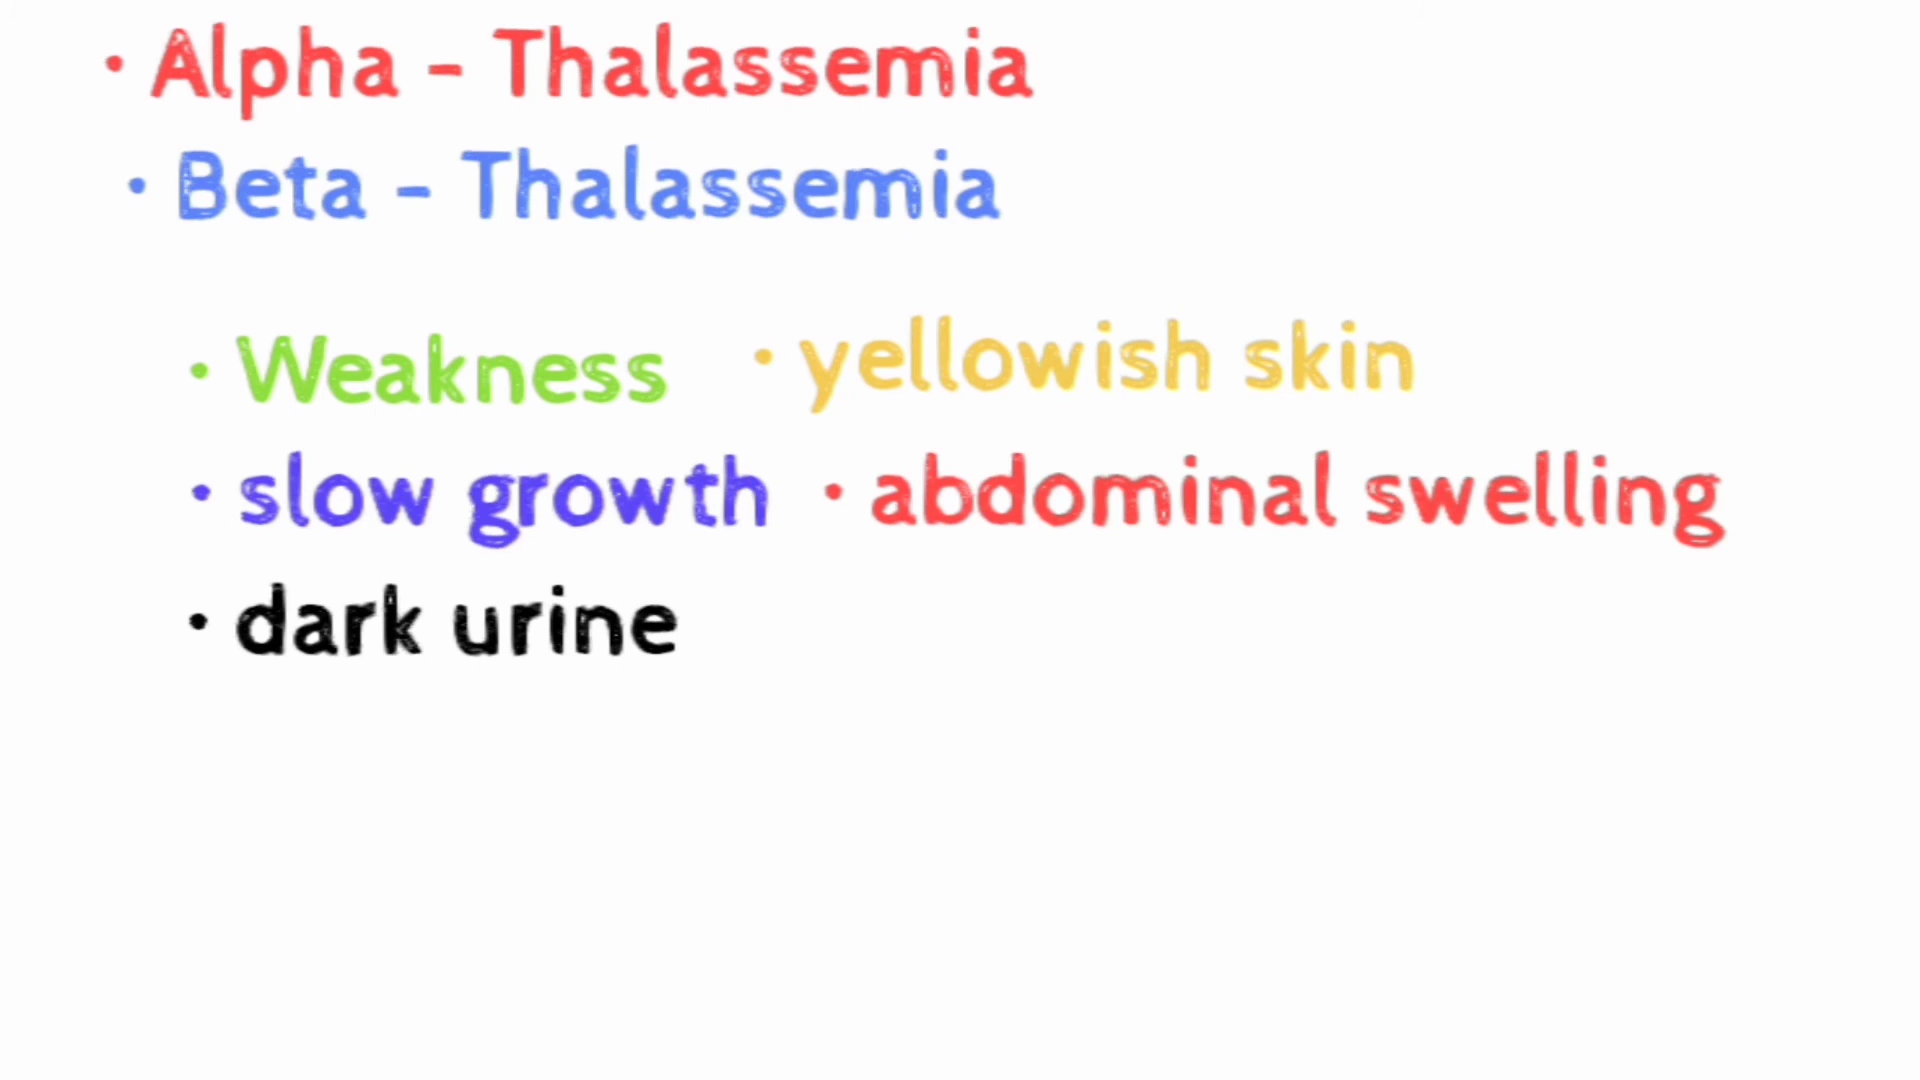 • Alpha - Thalassemia
• Beta - Thalassemia
• Weakness • yellowish skin
• slow growth • abdominal swelling
• dark urine